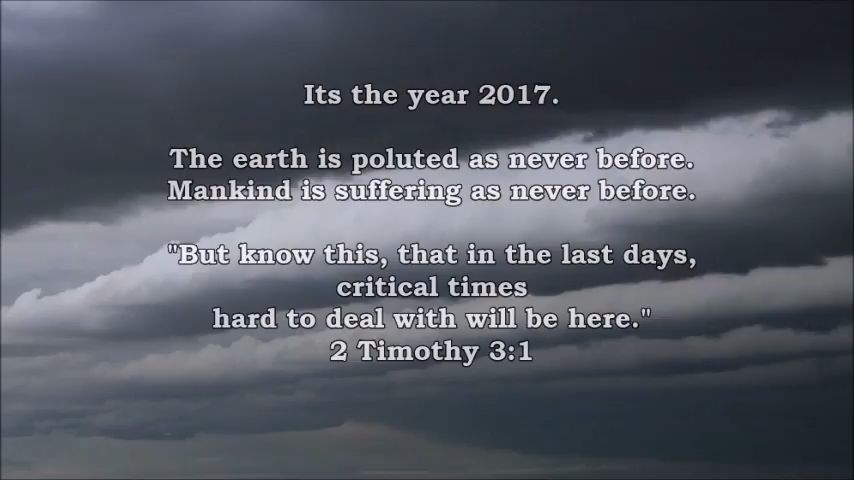 Its the year 2017.
The earth is poluted as never before.
Mankind is suffering as never before.
"But know this, that in the last days,
critical times
hard to deal with will be here."
2 Timothy 3:1